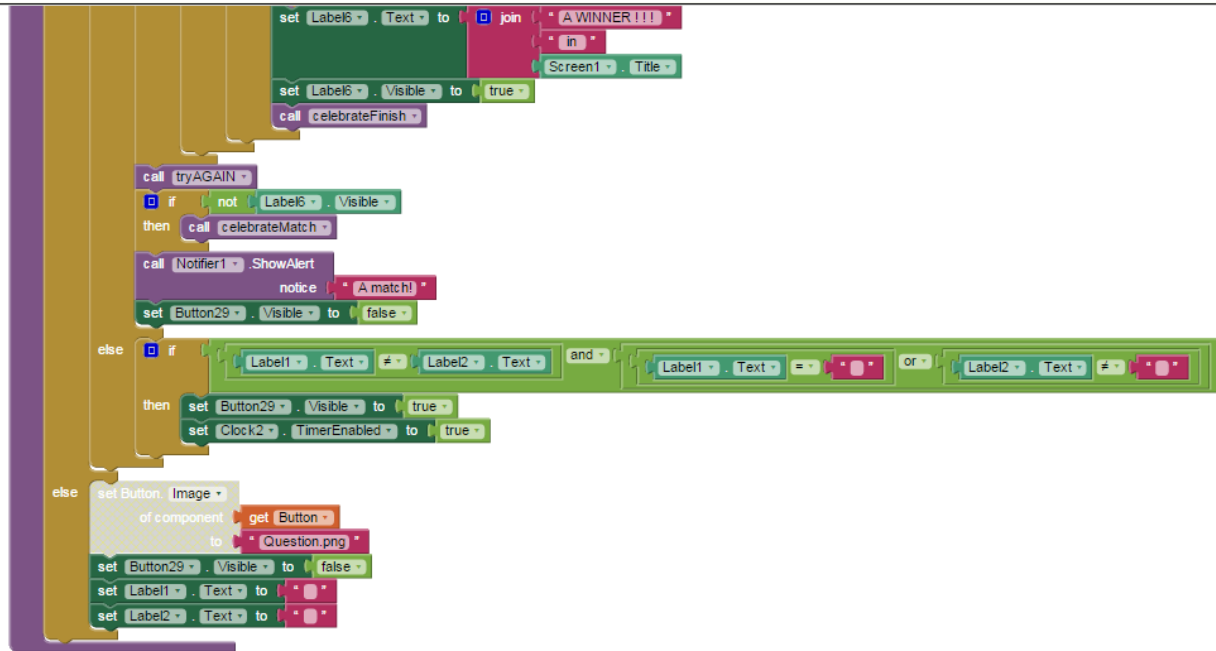 set Label6 . Text to join " A WINNER ! ! ! "
" in "
Screen1 . Title
set Label6 . Visible to true
call celebrateFinish
call tryAGAIN
if not Label6 . Visible
then call celebrateMatch
call Notifier1 .ShowAlert
notice " A match! "
set Button29 . Visible to false
else if Label1 . Text ≠ Label2 . Text and Label1 . Text = " " or Label2 . Text ≠ " "
then set Button29 . Visible to true
set Clock2 . TimerEnabled to true
else set Button. Image
of component get Button
to " Question.png "
set Button29 . Visible to false
set Label1 . Text to " "
set Label2 . Text to " "